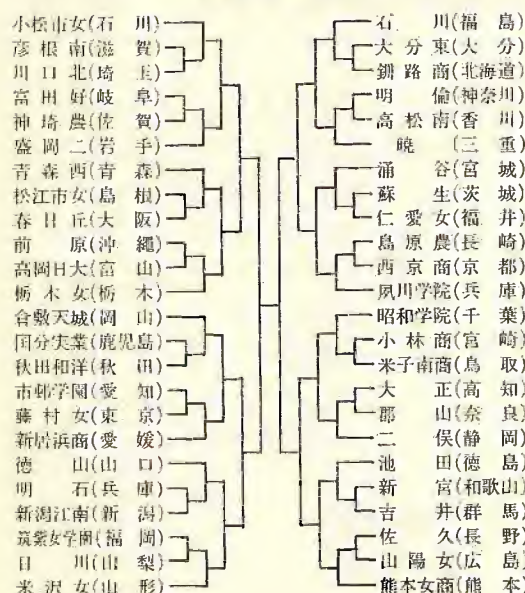 小松市女(石 川)
彦根南(滋 賀)
川口北(埼 玉)
富田好(岐 阜)
神埼農(佐 賀)
盛岡二(岩 手)
青森西(青 森)
松江市女(島 根)
春日丘(大 阪)
前 原(沖 縄)
高岡日大(富 山)
栃木女(栃 木)
倉敷天城(岡 山)
国分実業(鹿児島)
秋田和洋(秋 田)
市邨学園(愛 知)
藤村女(東 京)
新居浜商(愛 媛)
徳 山(山 口)
明 石(兵 庫)
新潟江南(新 潟)
筑紫女学園(福 岡)
日 川(山 梨)
米沢女(山 形)
石 川(福 島)
大分東(大 分)
釧路商(北海道)
明 倫(神奈川)
高松南(香 川)
暁 (三 重)
涌 谷(宮 城)
蘇 生(茨 城)
仁愛女(福 井)
島原農(長 崎)
西京商(京 都)
夙川学院(兵 庫)
昭和学院(千 葉)
小林商(宮 崎)
米子南商(鳥 取)
大 正(高 知)
郡 山(奈 良)
二 俣(静 岡)
池 田(徳 島)
新 宮(和歌山)
吉 井(群 馬)
佐 久(長 野)
山陽女(広 島)
熊本女商(熊 本)